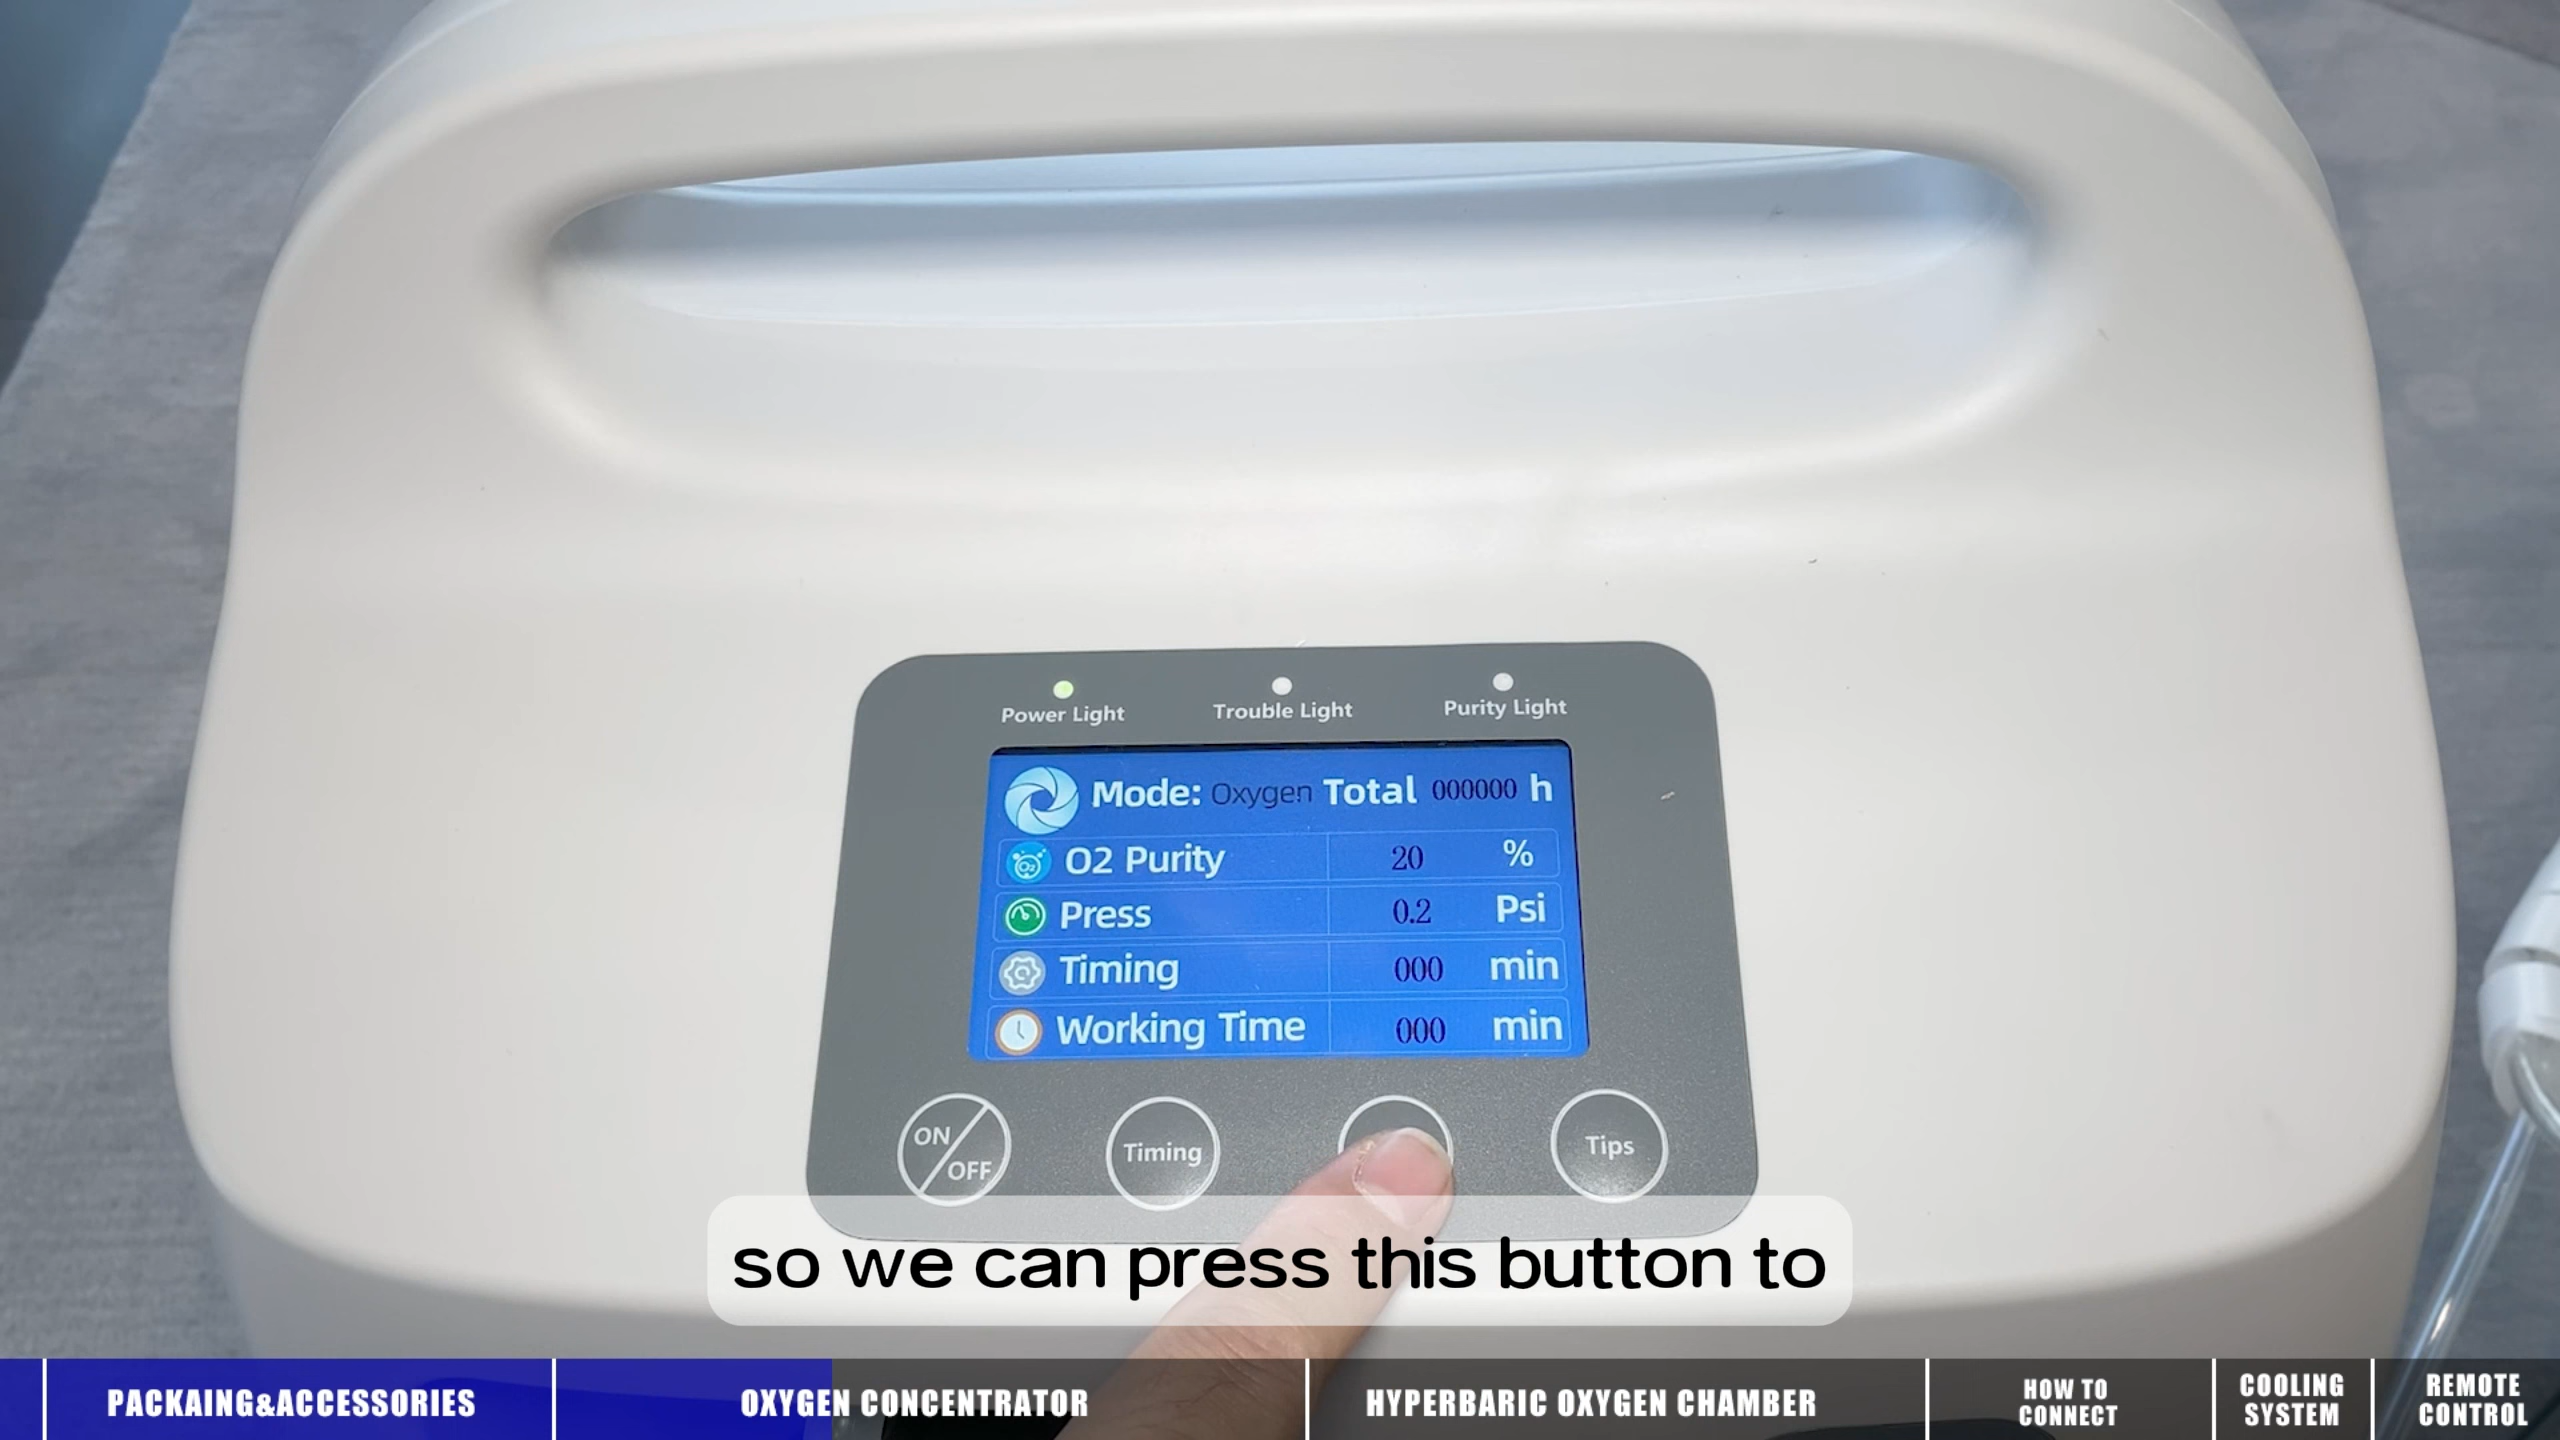 Power Light
Trouble Light
Purity Light
Mode: Oxygen Total 000000 h
O2 Purity 20 %
Press 0.2 Psi
Timing 000 min
Working Time 000 min
ON
OFF
Timing
Tips
so we can press this button to
PACKAING&ACCESSORIES
OXYGEN CONCENTRATOR
HYPERBARIC OXYGEN CHAMBER
HOW TO
CONNECT
COOLING
SYSTEM
REMOTE
CONTROL